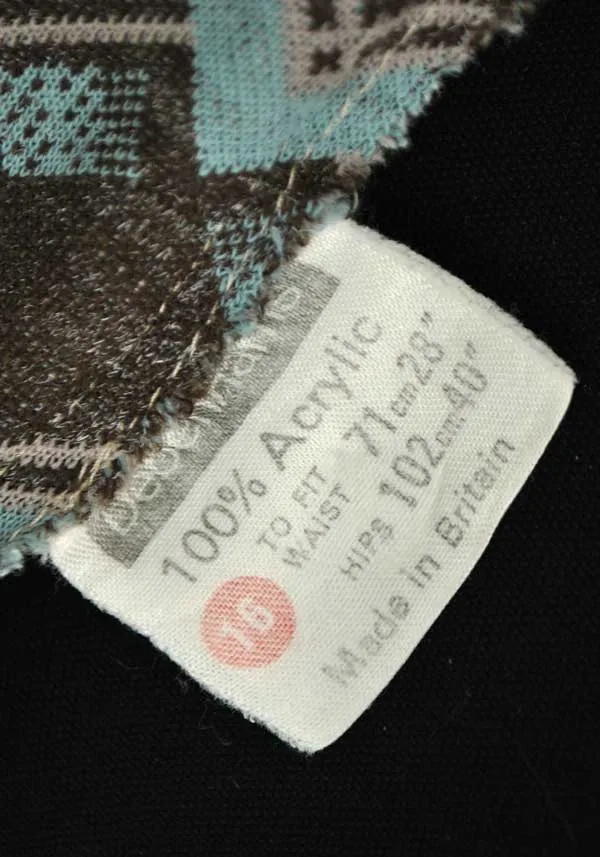 100% Acrylic
TO FIT
WAIST 71cm 28"
HIPS 102cm 40"
16
Made in Britain